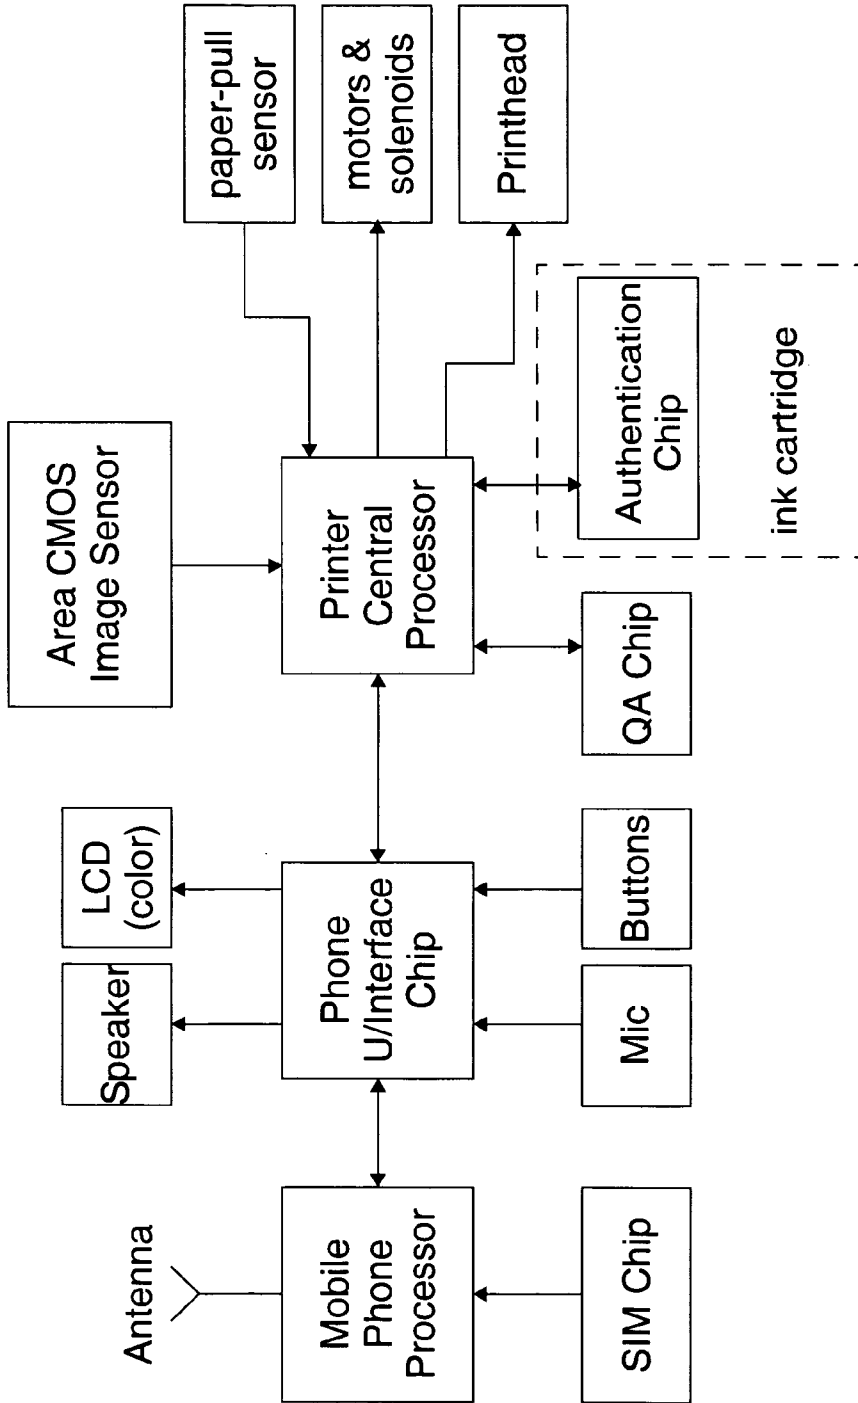 Antenna
Mobile
Phone
Processor
SIM Chip
Speaker
LCD
(color)
Phone
U/Interface
Chip
Mic
Buttons
Area CMOS
Image Sensor
Printer
Central
Processor
QA Chip
Authentication
Chip
ink cartridge
paper-pull
sensor
motors &
solenoids
Printhead